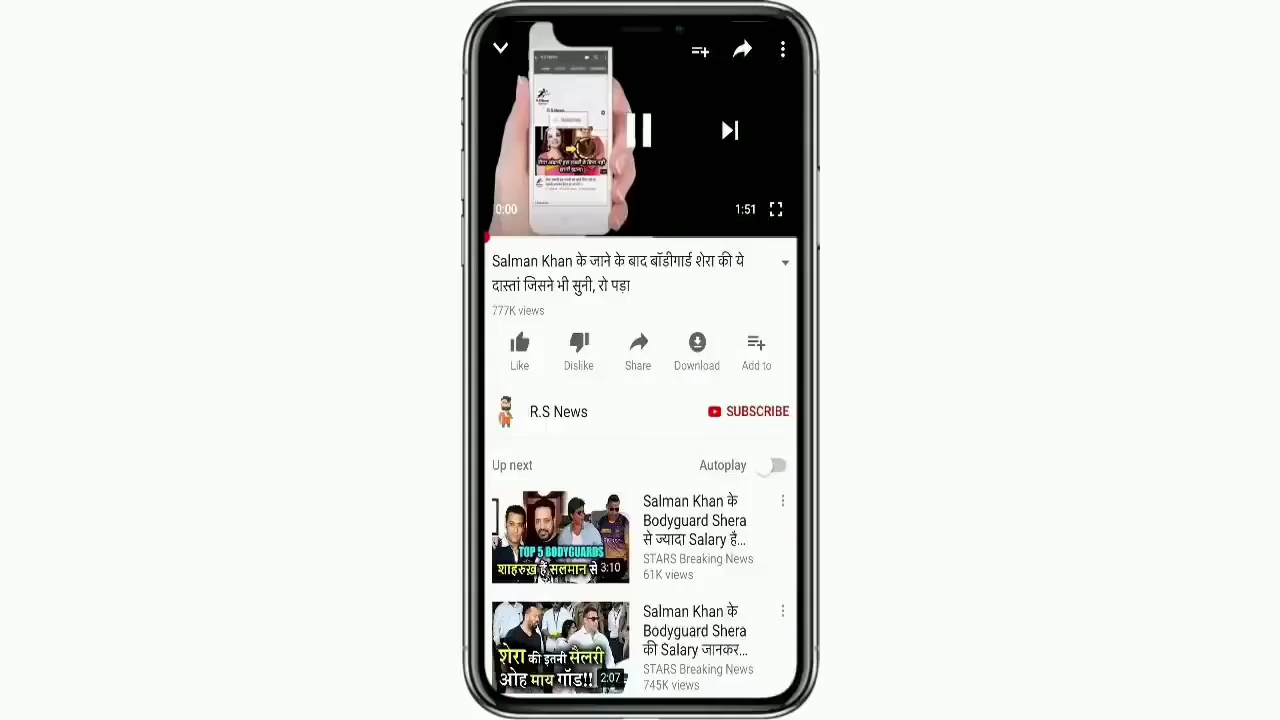 R.S News
0:00
1:51
Salman Khan के जाने के बाद बॉडीगार्ड शेरा की ये
दास्तां जिसने भी सुनी, रो पड़ा
777K views
Like Dislike Share Download Add to
R.S News SUBSCRIBE
Up next Autoplay
TOP 5 BODYGUARDS
शाहरुख़ हैं सलमान से 3:10
Salman Khan के
Bodyguard Shera
से ज्यादा Salary है...
STARS Breaking News
61K views
शेरा की इतनी सैलरी
ओह माय गॉड!! 2:07
Salman Khan के
Bodyguard Shera
की Salary जानकर...
STARS Breaking News
745K views